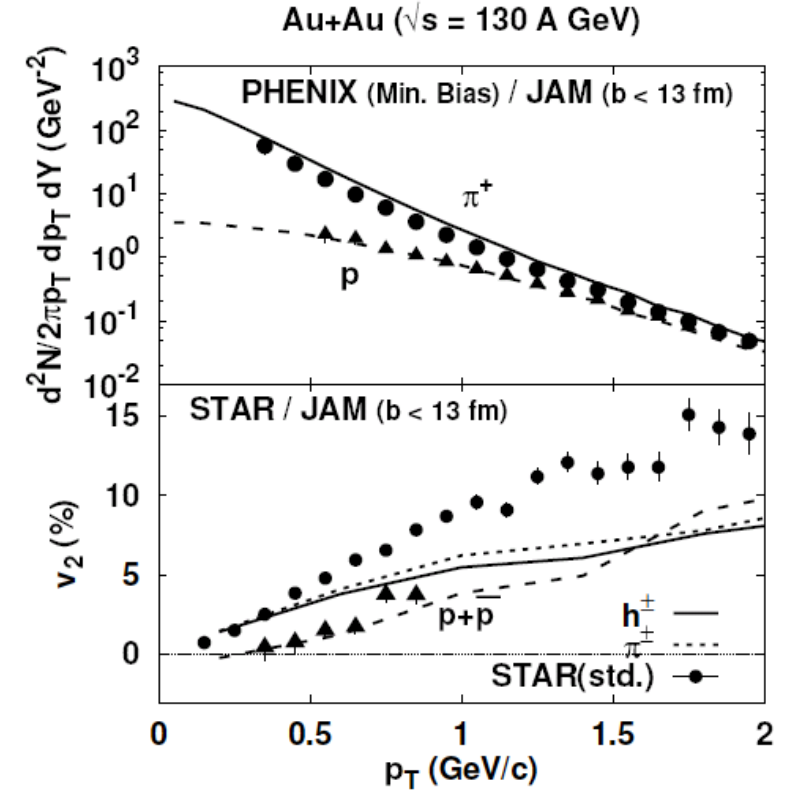 Au+Au (√s = 130 A GeV)
PHENIX (Min. Bias) / JAM (b < 13 fm)
d²N/2πp_T dp_T dY (GeV⁻²)
10³
10²
10¹
10⁰
10⁻¹
10⁻²
π⁺
p
STAR / JAM (b < 13 fm)
v₂ (%)
15
10
5
0
p+p̅
h±
π±
STAR(std.)
0 0.5 1 1.5 2
p_T (GeV/c)